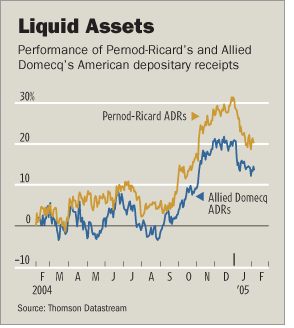 Liquid Assets
Performance of Pernod-Ricard's and Allied
Domecq's American depositary receipts
30%
Pernod-Ricard ADRs
20
10
Allied Domecq
ADRs
0
−10
F M A M J J A S O N D J F
2004 '05
Source: Thomson Datastream